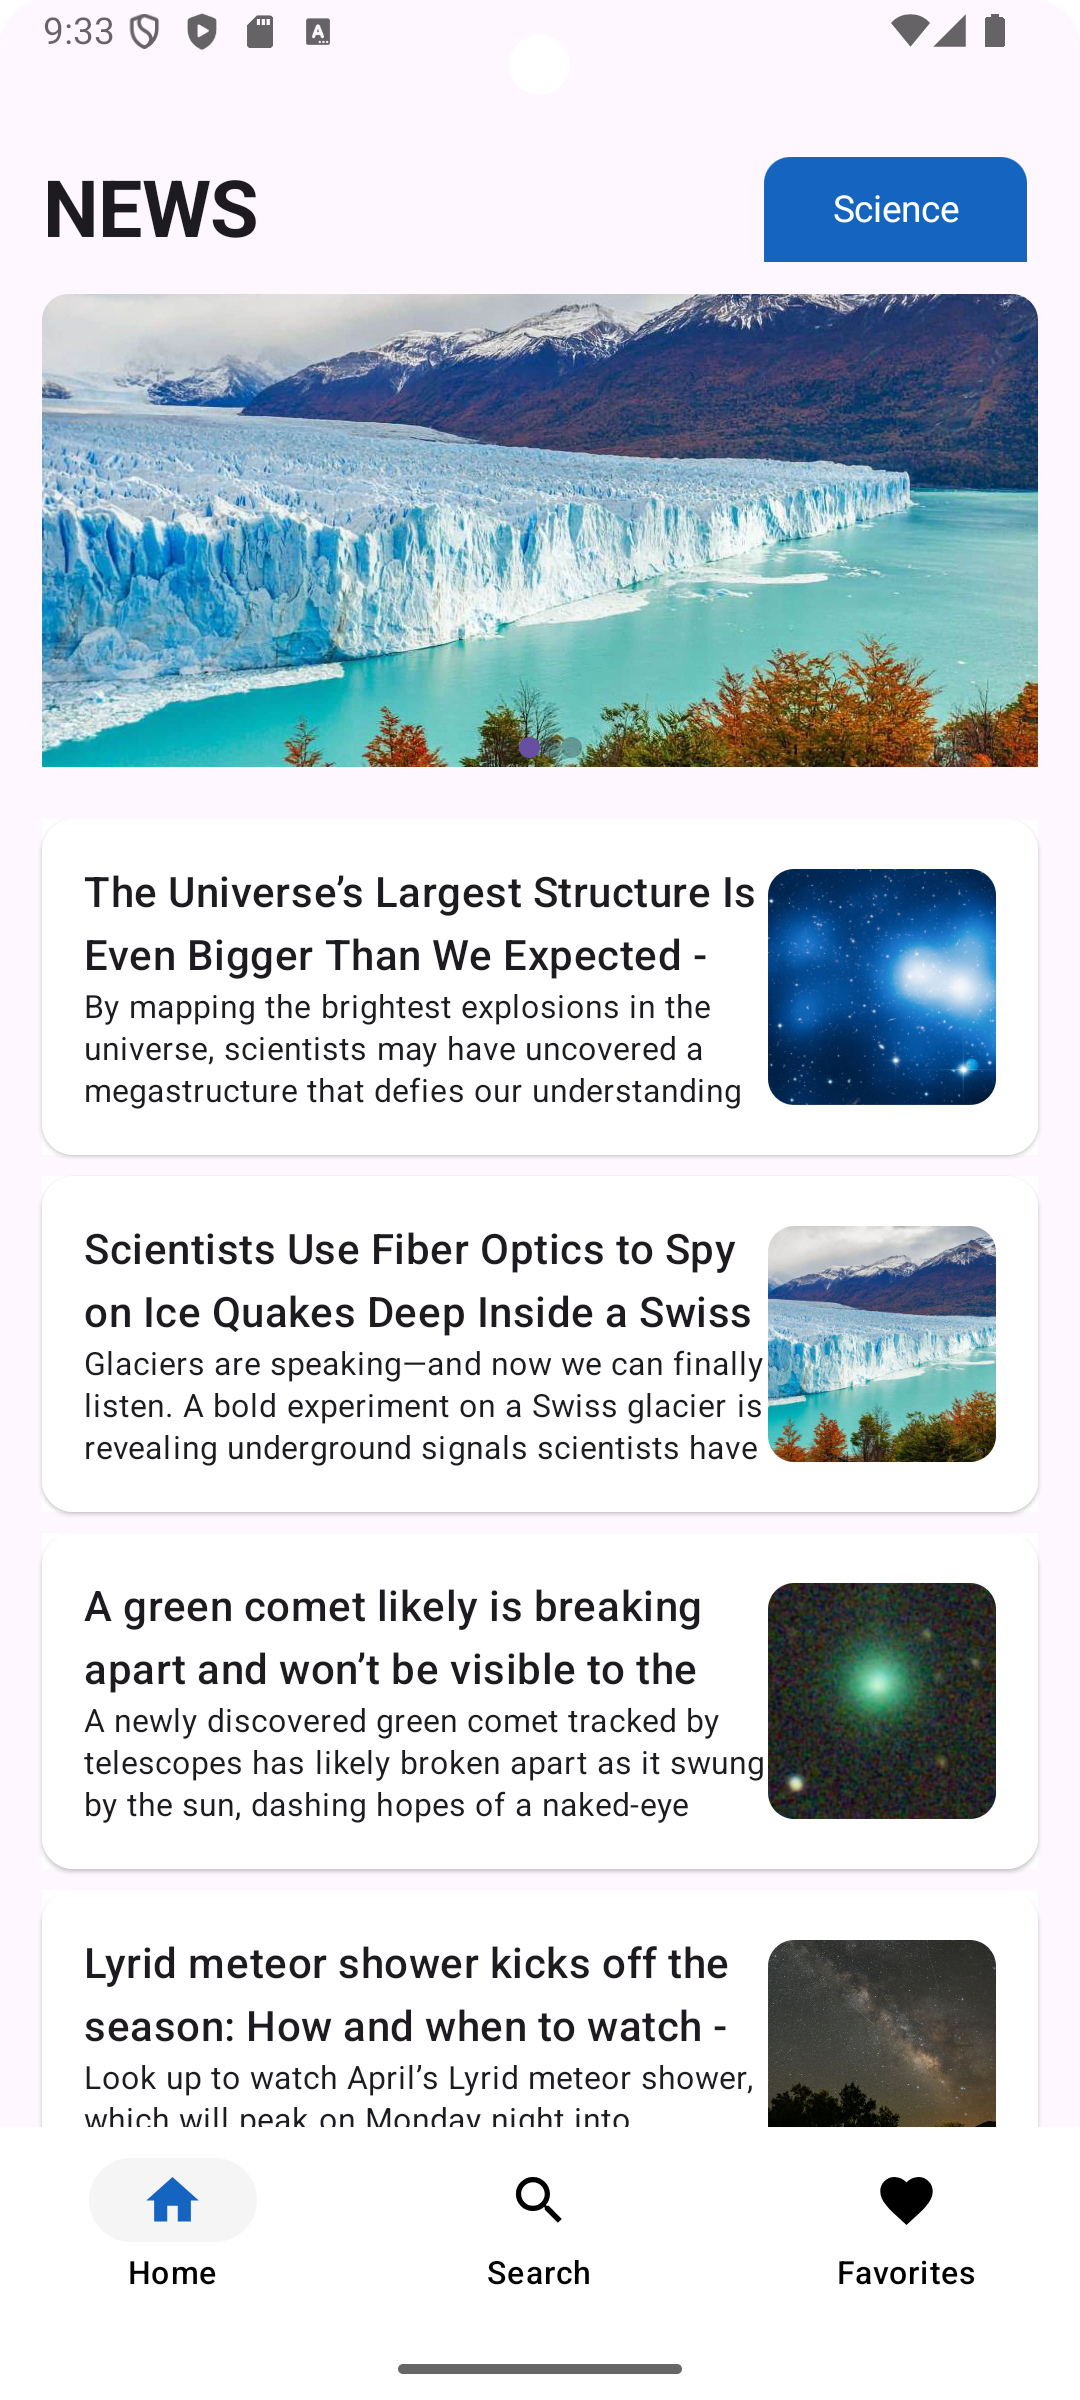 9:33
NEWS
Science
The Universe’s Largest Structure Is
Even Bigger Than We Expected -
By mapping the brightest explosions in the
universe, scientists may have uncovered a
megastructure that defies our understanding
Scientists Use Fiber Optics to Spy
on Ice Quakes Deep Inside a Swiss
Glaciers are speaking—and now we can finally
listen. A bold experiment on a Swiss glacier is
revealing underground signals scientists have
A green comet likely is breaking
apart and won’t be visible to the
A newly discovered green comet tracked by
telescopes has likely broken apart as it swung
by the sun, dashing hopes of a naked-eye
Lyrid meteor shower kicks off the
season: How and when to watch -
Look up to watch April’s Lyrid meteor shower,
which will peak on Monday night into
Home
Search
Favorites